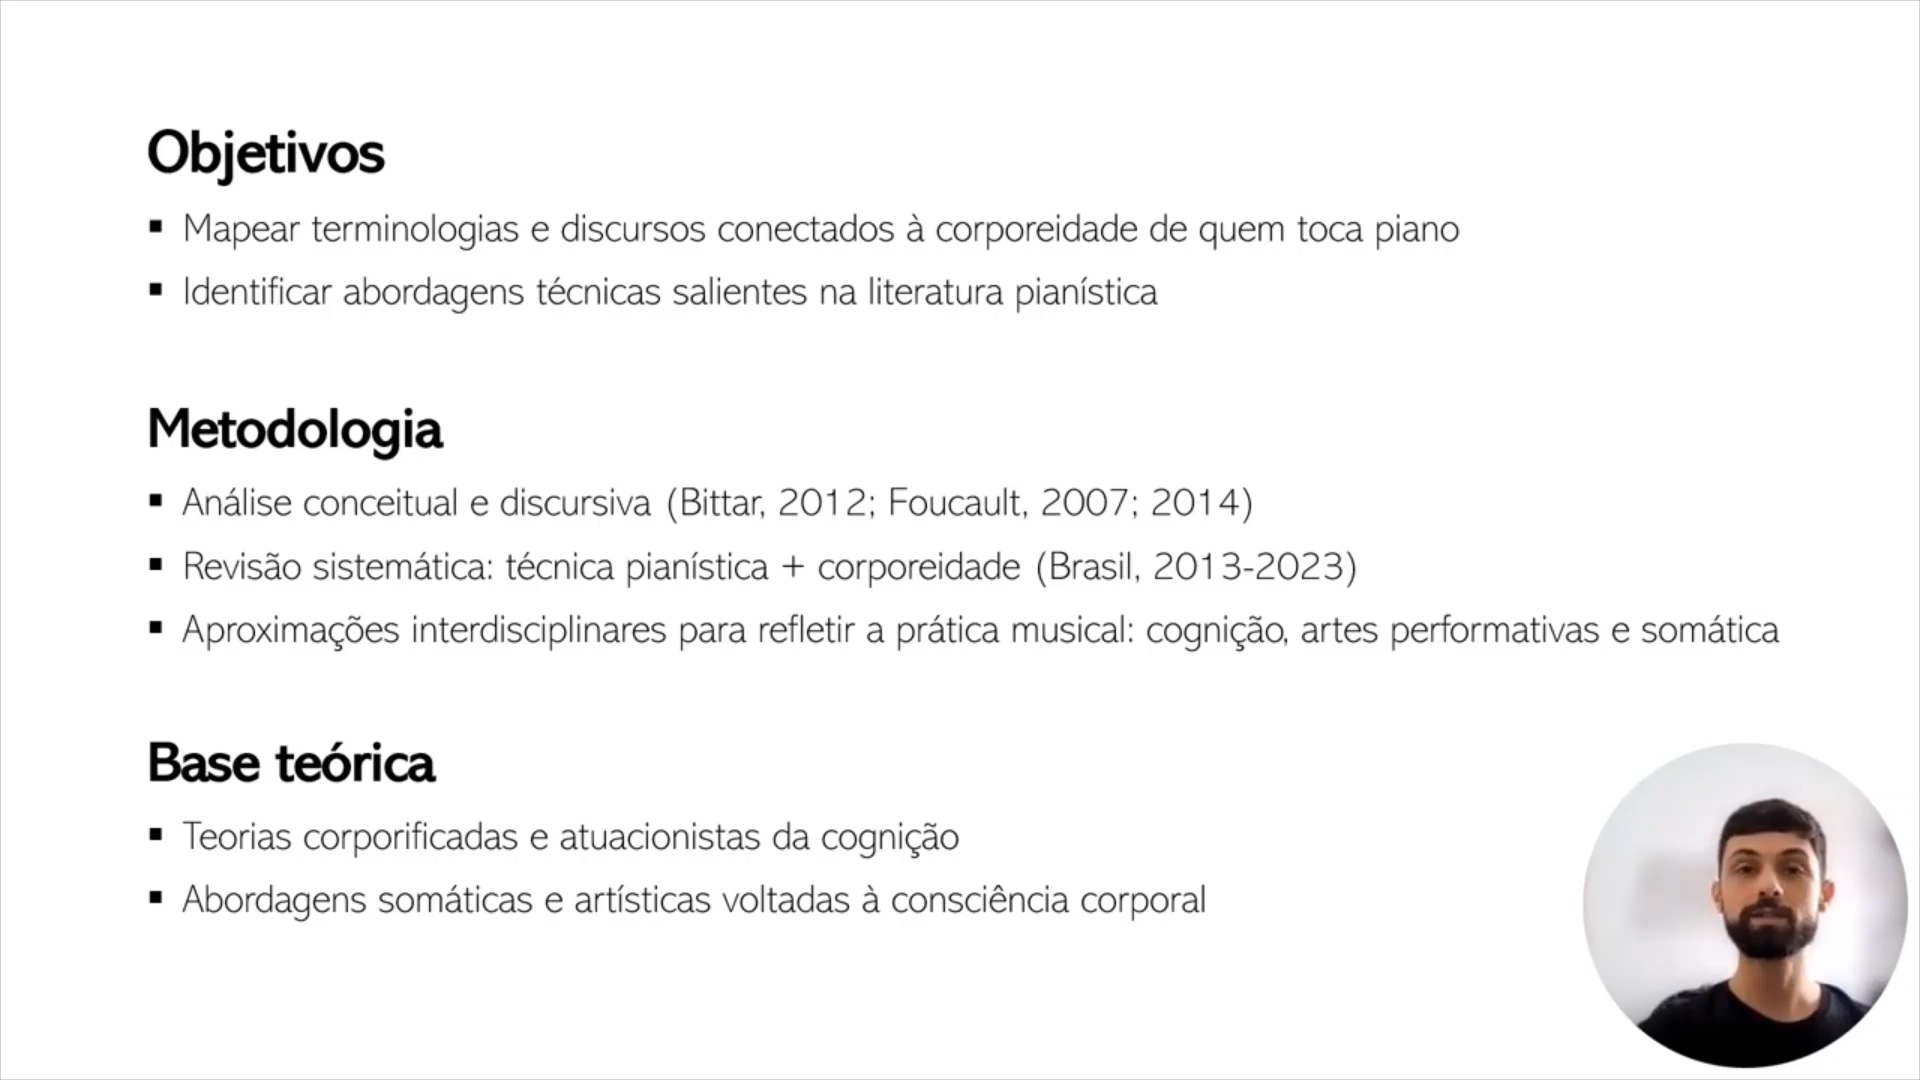 Objetivos
▪ Mapear terminologias e discursos conectados à corporeidade de quem toca piano
▪ Identificar abordagens técnicas salientes na literatura pianística
Metodologia
▪ Análise conceitual e discursiva (Bittar, 2012; Foucault, 2007; 2014)
▪ Revisão sistemática: técnica pianística + corporeidade (Brasil, 2013-2023)
▪ Aproximações interdisciplinares para refletir a prática musical: cognição, artes performativas e somática
Base teórica
▪ Teorias corporificadas e atuacionistas da cognição
▪ Abordagens somáticas e artísticas voltadas à consciência corporal